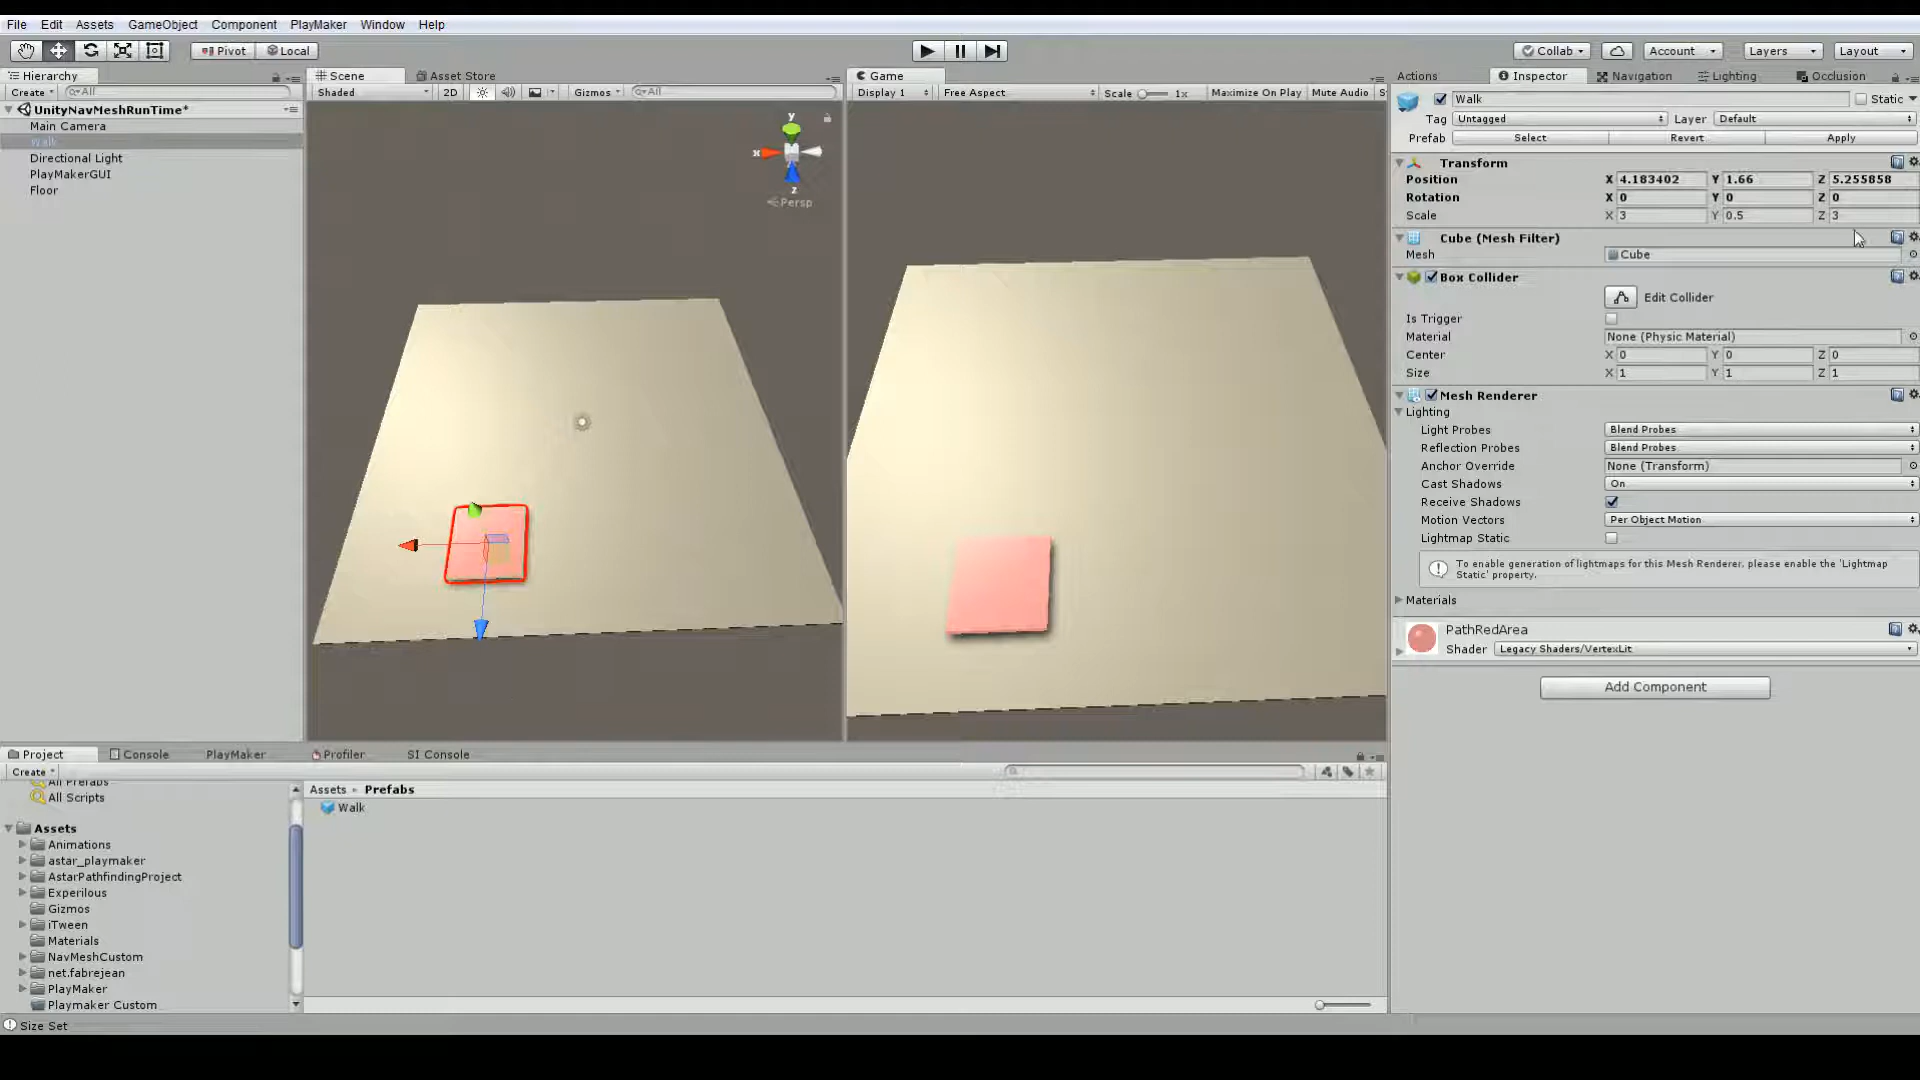 File Edit Assets GameObject Component PlayMaker Window Help
Pivot Local Collab Account Layers Layout
Hierarchy
Create All
UnityNavMeshRunTime*
Main Camera
Walk
Directional Light
PlayMakerGUI
Floor
Scene Asset Store
Shaded 2D Gizmos All
y
x
z
Persp
Game
Display 1 Free Aspect Scale 1x Maximize On Play Mute Audio S
Actions Inspector Navigation Lighting Occlusion
Walk Static
Tag Untagged Layer Default
Prefab Select Revert Apply
Transform
Position X 4.183402 Y 1.66 Z 5.255858
Rotation X 0 Y 0 Z 0
Scale X 3 Y 0.5 Z 3
Cube (Mesh Filter)
Mesh Cube
Box Collider
Edit Collider
Is Trigger
Material None (Physic Material)
Center X 0 Y 0 Z 0
Size X 1 Y 1 Z 1
Mesh Renderer
Lighting
Light Probes Blend Probes
Reflection Probes Blend Probes
Anchor Override None (Transform)
Cast Shadows On
Receive Shadows
Motion Vectors Per Object Motion
Lightmap Static
To enable generation of lightmaps for this Mesh Renderer, please enable the 'Lightmap
Static' property.
Materials
PathRedArea
Shader Legacy Shaders/VertexLit
Add Component
Project Console PlayMaker Profiler SI Console
Create
All Prefabs
All Scripts
Assets
Animations
astar_playmaker
AstarPathfindingProject
Experilous
Gizmos
iTween
Materials
NavMeshCustom
net.fabrejean
PlayMaker
Playmaker Custom
Assets Prefabs
Walk
Size Set